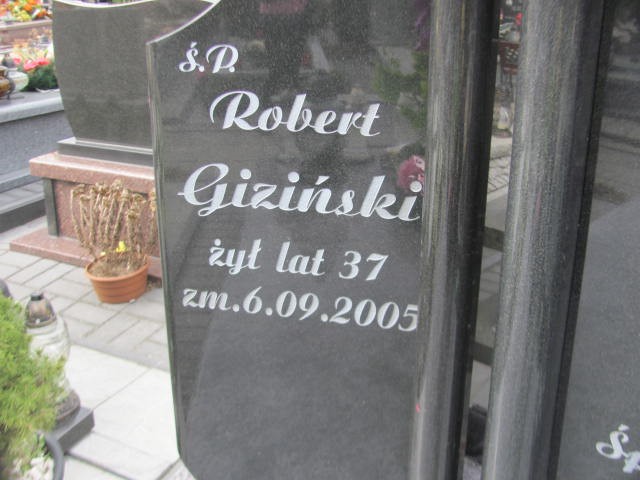 Ś.P.
Robert
Giziński
żył lat 37
zm.6.09.2005